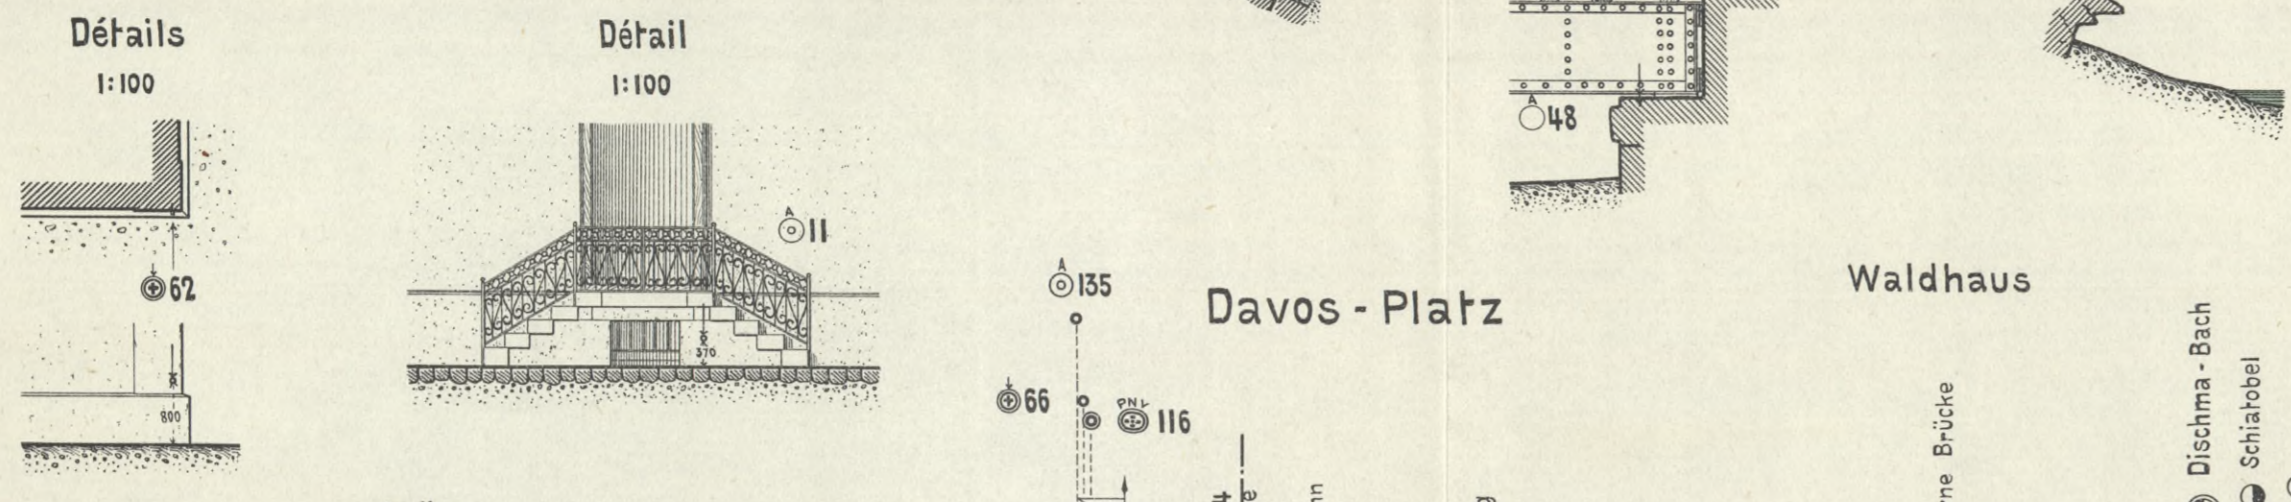 Détails
1:100
62
800
Détail
1:100
A
11
370
A
135
66
PN
116
Davos - Platz
A
48
Waldhaus
Brücke
Dischma - Bach
Schiatobel